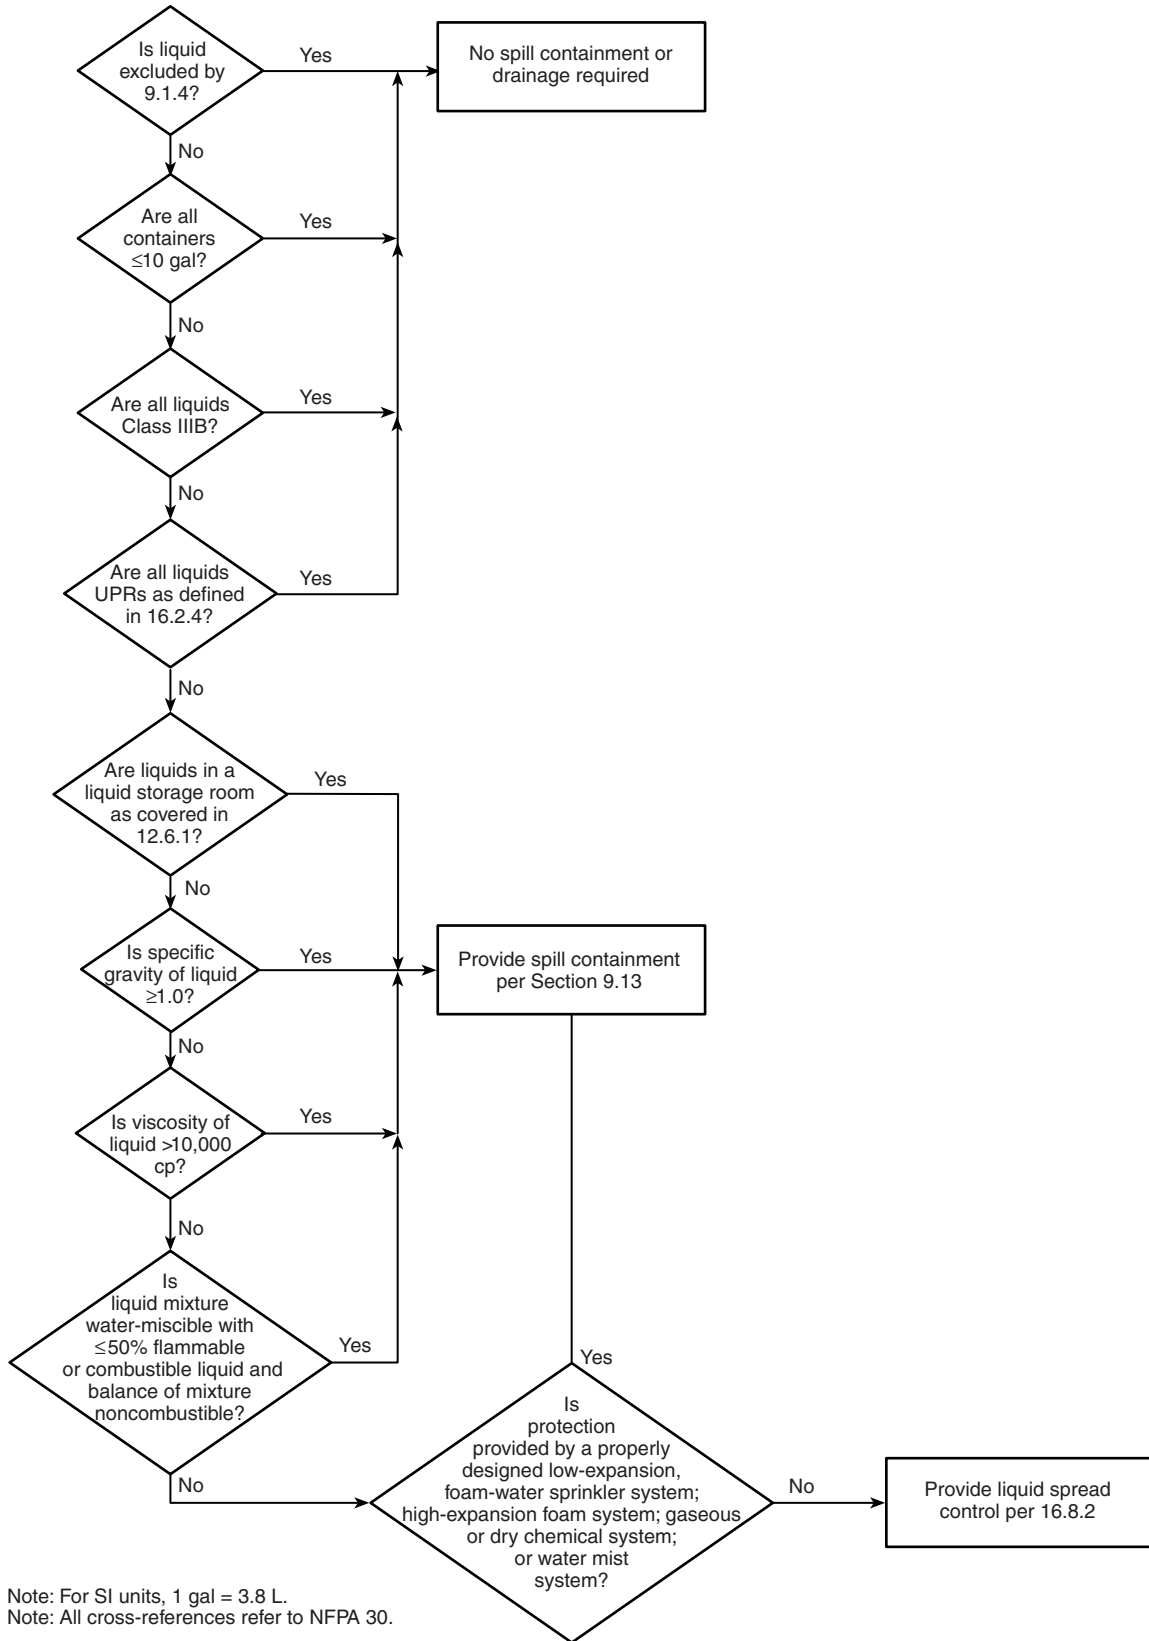 Is liquid
excluded by
9.1.4?
Yes
No spill containment or
drainage required
No
Are all
containers
≤10 gal?
Yes
No
Are all liquids
Class IIIB?
Yes
No
Are all liquids
UPRs as defined
in 16.2.4?
Yes
No
Are liquids in a
liquid storage room
as covered in
12.6.1?
Yes
No
Is specific
gravity of liquid
≥1.0?
Yes
Provide spill containment
per Section 9.13
No
Is viscosity of
liquid >10,000
cp?
Yes
No
Is
liquid mixture
water-miscible with
≤50% flammable
or combustible liquid and
balance of mixture
noncombustible?
Yes
No
Yes
Is
protection
provided by a properly
designed low-expansion,
foam-water sprinkler system;
high-expansion foam system; gaseous
or dry chemical system;
or water mist
system?
No
Provide liquid spread
control per 16.8.2
Note: For SI units, 1 gal = 3.8 L.
Note: All cross-references refer to NFPA 30.